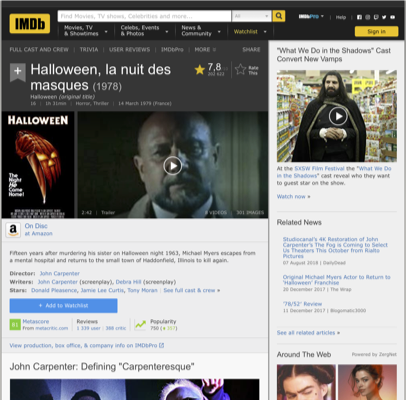 IMDb
Find Movies, TV shows, Celebrities and more...
All
IMDbPro
Help
Movies, TV & Showtimes
Celebs, Events & Photos
News & Community
Watchlist
Sign in
FULL CAST AND CREW | TRIVIA | USER REVIEWS | IMDbPro | MORE
SHARE
Halloween, la nuit des
masques (1978)
Halloween (original title)
16 | 1h 31min | Horror, Thriller | 14 March 1979 (France)
7,8
Rate This
HALLOWEEN
The Night He Came Home!
2:42 | Trailer
VIDEOS | IMAGES
On Disc
at Amazon
Fifteen years after murdering his sister on Halloween night 1963, Michael Myers escapes from
a mental hospital and returns to the small town of Haddonfield, Illinois to kill again.
Director: John Carpenter
Writers: John Carpenter (screenplay), Debra Hill (screenplay)
Stars: Donald Pleasence, Jamie Lee Curtis, Tony Moran | See full cast & crew »
+ Add to Watchlist
Metascore
From metacritic.com
Reviews
user | critic
Popularity
View production, box office, & company info on IMDbPro
John Carpenter: Defining "Carpenteresque"
"What We Do in the Shadows" Cast
Convert New Vamps
At the SXSW Film Festival the "What We Do
in the Shadows" cast reveal who they want
to guest star on the show.
Watch now »
Related News
Studiocanal's 4K Restoration of John
Carpenter's The Fog is Coming to Select
Us Theaters This October from Rialto
Pictures
07 August 2018 | DailyDead
Original Michael Myers Actor to Return to
'Halloween' Franchise
20 December 2017 | The Wrap
'78/52' Review
11 December 2017 | Blogomatic3000
See all related articles »
Around The Web
Powered by ZergNet